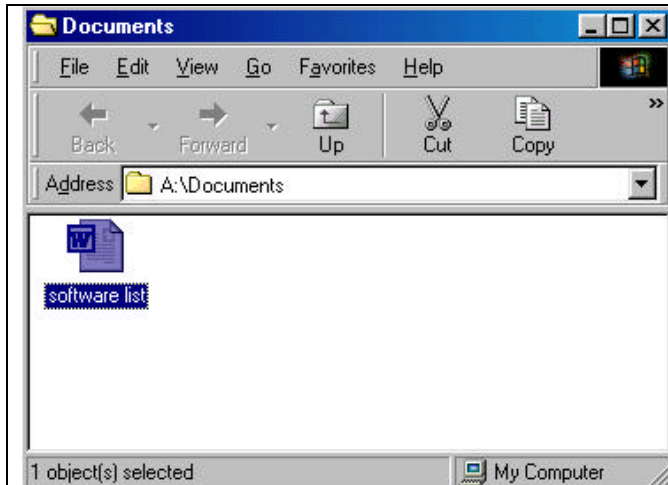 Documents
File Edit View Go Favorites Help
Back Forward Up Cut Copy »
Address A:\Documents
W
software list
1 object(s) selected My Computer